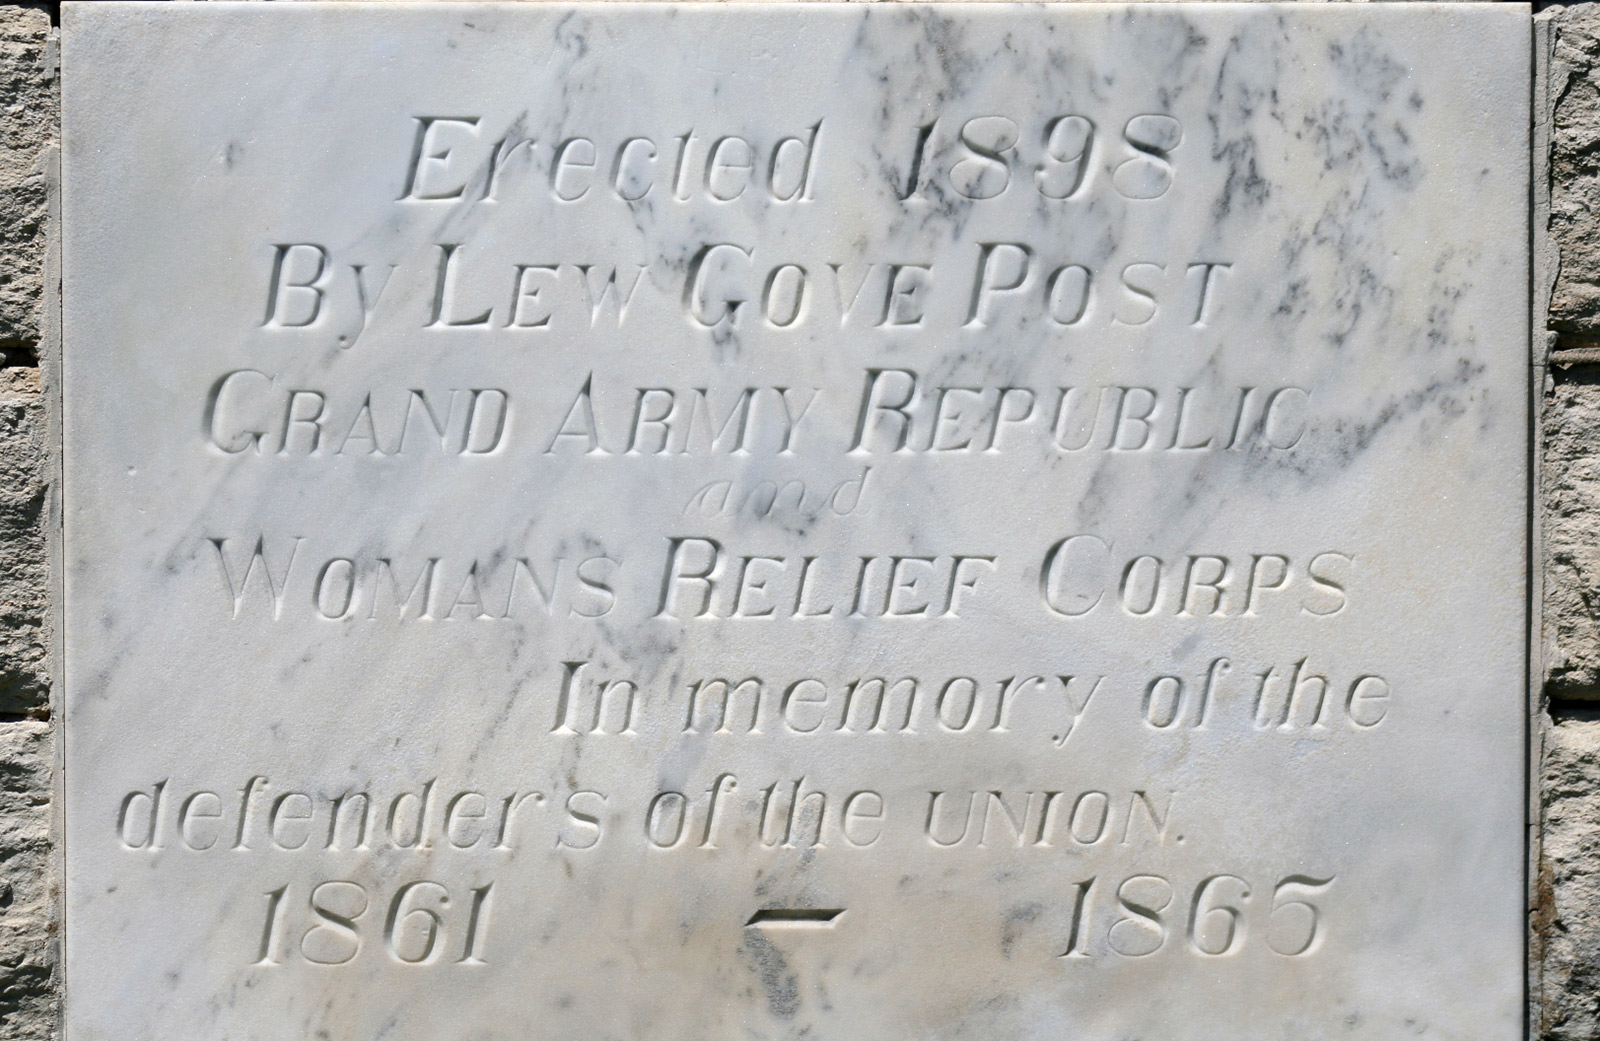 Erected 1898
By Lew Gove Post
Grand Army Republic
and
Womans Relief Corps
In memory of the
defenders of the UNION.
1861 — 1865